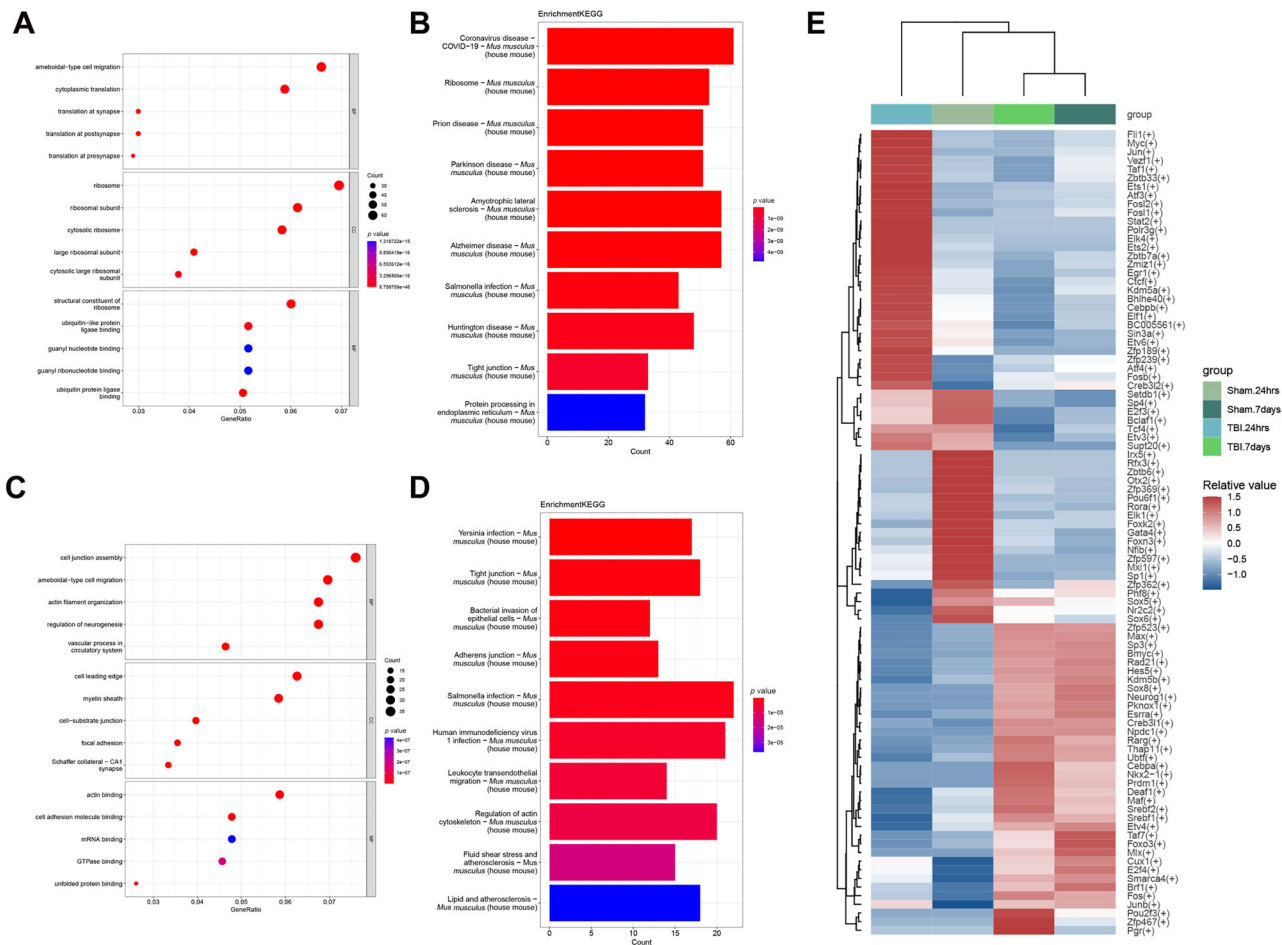 A
ameboidal-type cell migration
cytoplasmic translation
translation at synapse
translation at postsynapse
translation at presynapse
BP
ribosome
ribosomal subunit
cytosolic ribosome
large ribosomal subunit
cytosolic large ribosomal
subunit
CC
structural constituent of
ribosome
ubiquitin-like protein
ligase binding
guanyl nucleotide binding
guanyl ribonucleotide binding
ubiquitin protein ligase
binding
MF
0.03 0.04 0.05 0.06 0.07
GeneRatio
Count
30
40
50
60
p value
1.318722e-15
9.890419e-16
6.593612e-16
3.296806e-16
8.758758e-46
B
EnrichmentKEGG
Coronavirus disease −
COVID−19 − Mus musculus
(house mouse)
Ribosome − Mus musculus
(house mouse)
Prion disease − Mus musculus
(house mouse)
Parkinson disease − Mus
musculus (house mouse)
Amyotrophic lateral
sclerosis − Mus musculus
(house mouse)
Alzheimer disease − Mus
musculus (house mouse)
Salmonella infection − Mus
musculus (house mouse)
Huntington disease − Mus
musculus (house mouse)
Tight junction − Mus
musculus (house mouse)
Protein processing in
endoplasmic reticulum − Mus
musculus (house mouse)
0 20 40 60
Count
p value
1e−09
2e−09
3e−09
4e−09
C
cell junction assembly
ameboidal-type cell migration
actin filament organization
regulation of neurogenesis
vascular process in
circulatory system
BP
cell leading edge
myelin sheath
cell-substrate junction
focal adhesion
Schaffer collateral − CA1
synapse
CC
actin binding
cell adhesion molecule binding
mRNA binding
GTPase binding
unfolded protein binding
MF
0.03 0.04 0.05 0.06 0.07
GeneRatio
Count
15
20
25
30
35
p value
4e−07
3e−07
2e−07
1e−07
D
EnrichmentKEGG
Yersinia infection − Mus
musculus (house mouse)
Tight junction − Mus
musculus (house mouse)
Bacterial invasion of
epithelial cells − Mus
musculus (house mouse)
Adherens junction − Mus
musculus (house mouse)
Salmonella infection − Mus
musculus (house mouse)
Human immunodeficiency virus
1 infection − Mus musculus
(house mouse)
Leukocyte transendothelial
migration − Mus musculus
(house mouse)
Regulation of actin
cytoskeleton − Mus musculus
(house mouse)
Fluid shear stress and
atherosclerosis − Mus
musculus (house mouse)
Lipid and atherosclerosis −
Mus musculus (house mouse)
0 5 10 15 20
Count
p value
1e−05
2e−05
3e−05
E
group
Fli1(+)
Myc(+)
Jun(+)
Vezf1(+)
Taf1(+)
Zbtb33(+)
Ets1(+)
Atf3(+)
Fosl2(+)
Fosl1(+)
Stat2(+)
Polr3g(+)
Elk4(+)
Ets2(+)
Zbtb7a(+)
Zmiz1(+)
Egr1(+)
Ctcf(+)
Kdm5a(+)
Bhlhe40(+)
Cebpb(+)
Elf1(+)
BC005561(+)
Sin3a(+)
Etv6(+)
Zfp189(+)
Zfp239(+)
Atf4(+)
Fosb(+)
Creb3l2(+)
Setdb1(+)
Sp4(+)
E2f3(+)
Bclaf1(+)
Tcf4(+)
Etv3(+)
Supt20(+)
Irx5(+)
Rfx3(+)
Zbtb6(+)
Otx2(+)
Zfp369(+)
Pou6f1(+)
Rora(+)
Elk1(+)
Foxk2(+)
Gata4(+)
Foxn3(+)
Nfib(+)
Zfp597(+)
Mxi1(+)
Sp1(+)
Zfp362(+)
Phf8(+)
Sox5(+)
Nr2c2(+)
Sox6(+)
Zfp523(+)
Max(+)
Sp3(+)
Bmyc(+)
Rad21(+)
Hes5(+)
Kdm5b(+)
Sox8(+)
Neurog1(+)
Pknox1(+)
Esrra(+)
Creb3l1(+)
Npdc1(+)
Rarg(+)
Thap11(+)
Ubtf(+)
Cebpa(+)
Nkx2−1(+)
Prdm1(+)
Deaf1(+)
Maf(+)
Srebf2(+)
Srebf1(+)
Etv4(+)
Taf7(+)
Foxo3(+)
Mlx(+)
Cux1(+)
E2f4(+)
Smarca4(+)
Brf1(+)
Fos(+)
Junb(+)
Pou2f3(+)
Zfp467(+)
Pgr(+)
group
Sham.24hrs
Sham.7days
TBI.24hrs
TBI.7days
Relative value
1.5
1.0
0.5
0.0
−0.5
−1.0